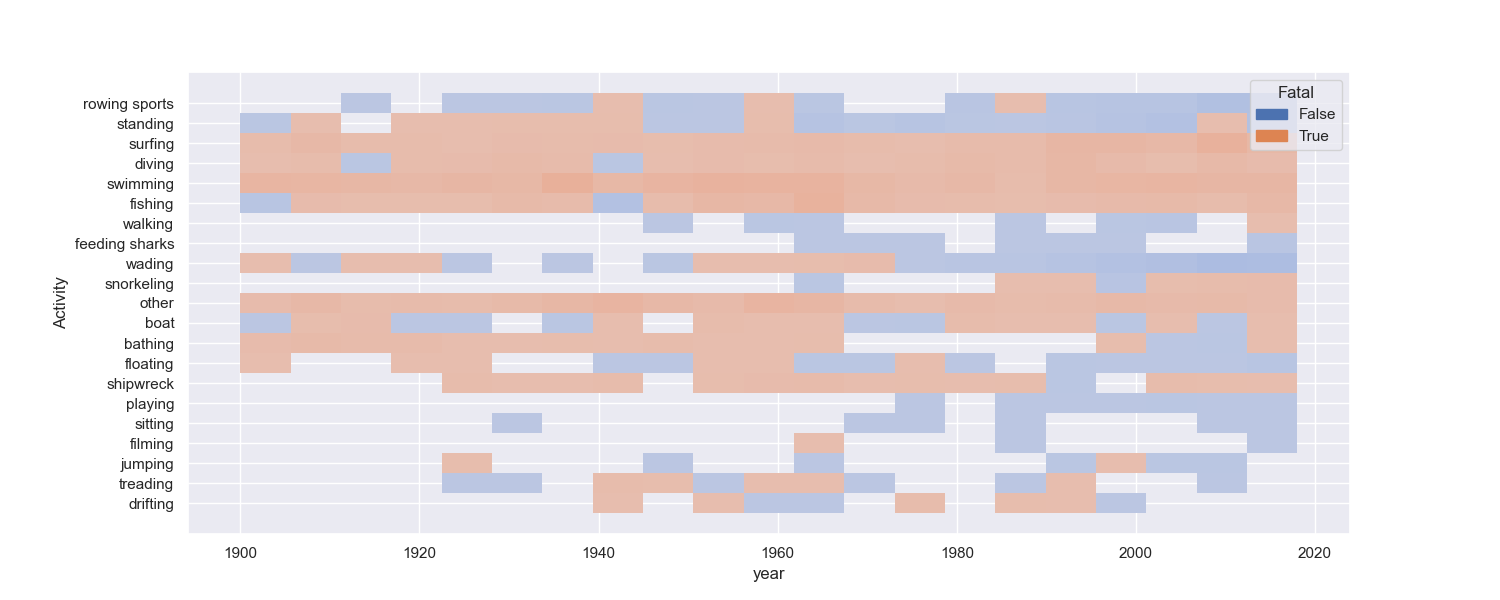 Fatal
False
True
rowing sports
standing
surfing
diving
swimming
fishing
walking
feeding sharks
wading
snorkeling
other
boat
bathing
floating
shipwreck
playing
sitting
filming
jumping
treading
drifting
Activity
1900 1920 1940 1960 1980 2000 2020
year